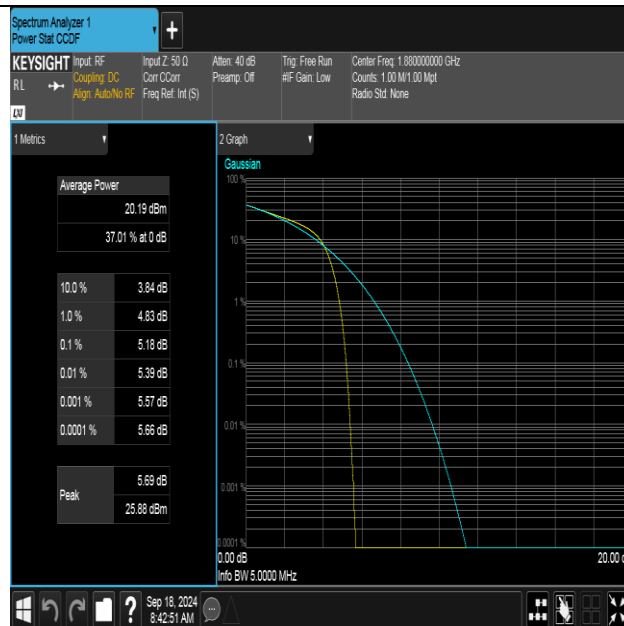 Spectrum Analyzer 1
Power Stat CCDF
+
KEYSIGHT
RL
LXI
Input: RF
Coupling: DC
Align: Auto/No RF
Input Z: 50 Ω
Corr CCorr
Freq Ref: Int (S)
Atten: 40 dB
Preamp: Off
Trig: Free Run
#IF Gain: Low
Center Freq: 1.880000000 GHz
Counts: 1.00 M/1.00 Mpt
Radio Std: None
1 Metrics
Average Power
20.19 dBm
37.01 % at 0 dB
10.0 % 3.84 dB
1.0 % 4.83 dB
0.1 % 5.18 dB
0.01 % 5.39 dB
0.001 % 5.57 dB
0.0001 % 5.66 dB
Peak
5.69 dB
25.88 dBm
2 Graph
Gaussian
100 %
10 %
1 %
0.1 %
0.01 %
0.001 %
0.0001 %
0.00 dB 20.00
Info BW 5.0000 MHz
?
Sep 18, 2024
8:42:51 AM